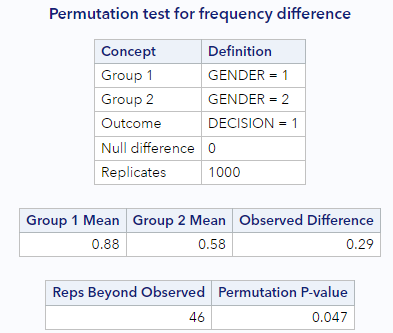 Permutation test for frequency difference
Concept Definition
Group 1 GENDER = 1
Group 2 GENDER = 2
Outcome DECISION = 1
Null difference 0
Replicates 1000
Group 1 Mean Group 2 Mean Observed Difference
0.88 0.58 0.29
Reps Beyond Observed Permutation P-value
46 0.047